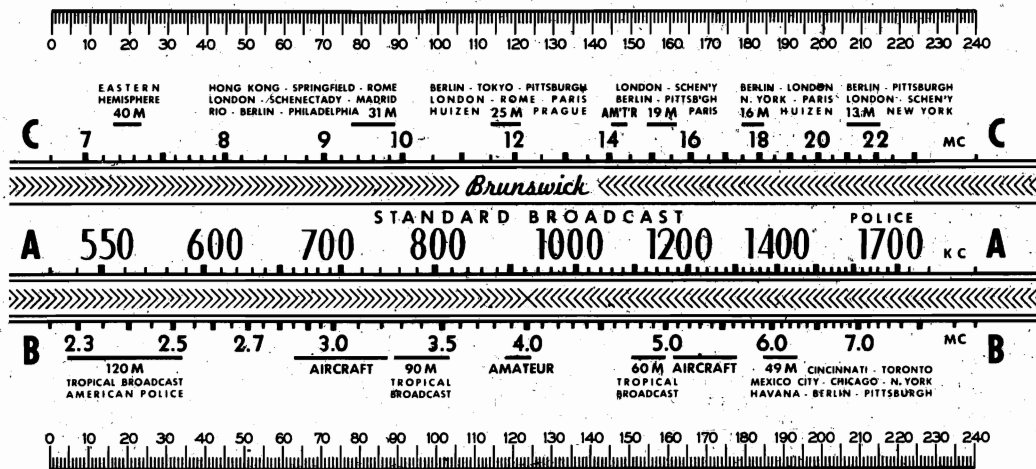 0 10 20 30 40 50 60 70 80 90 100 110 120 130 140 150 160 170 180 190 200 210 220 230 240
EASTERN
HEMISPHERE
40 M
HONG KONG - SPRINGFIELD - ROME
LONDON - SCHENECTADY - MADRID
RIO - BERLIN - PHILADELPHIA 31 M
BERLIN - TOKYO - PITTSBURGH
LONDON - ROME - PARIS
HUIZEN 25 M PRAGUE
LONDON - SCHEN'Y
BERLIN - PITTSB'GH
AM'T'R 19 M PARIS
BERLIN - LONDON
N. YORK - PARIS
16 M HUIZEN
BERLIN - PITTSBURGH
LONDON - SCHEN'Y
13 M NEW YORK
C 7 8 9 10 12 14 16 18 20 22 MC C
Brunswick
STANDARD BROADCAST POLICE
A 550 600 700 800 1000 1200 1400 1700 KC A
B 2.3 2.5 2.7 3.0 3.5 4.0 5.0 6.0 7.0 MC B
120 M
TROPICAL BROADCAST
AMERICAN POLICE
AIRCRAFT
90 M
TROPICAL
BROADCAST
AMATEUR
60 M
TROPICAL
BROADCAST
AIRCRAFT
49 M CINCINNATI - TORONTO
MEXICO CITY - CHICAGO - N. YORK
HAVANA - BERLIN - PITTSBURGH
0 10 20 30 40 50 60 70 80 90 100 110 120 130 140 150 160 170 180 190 200 210 220 230 240